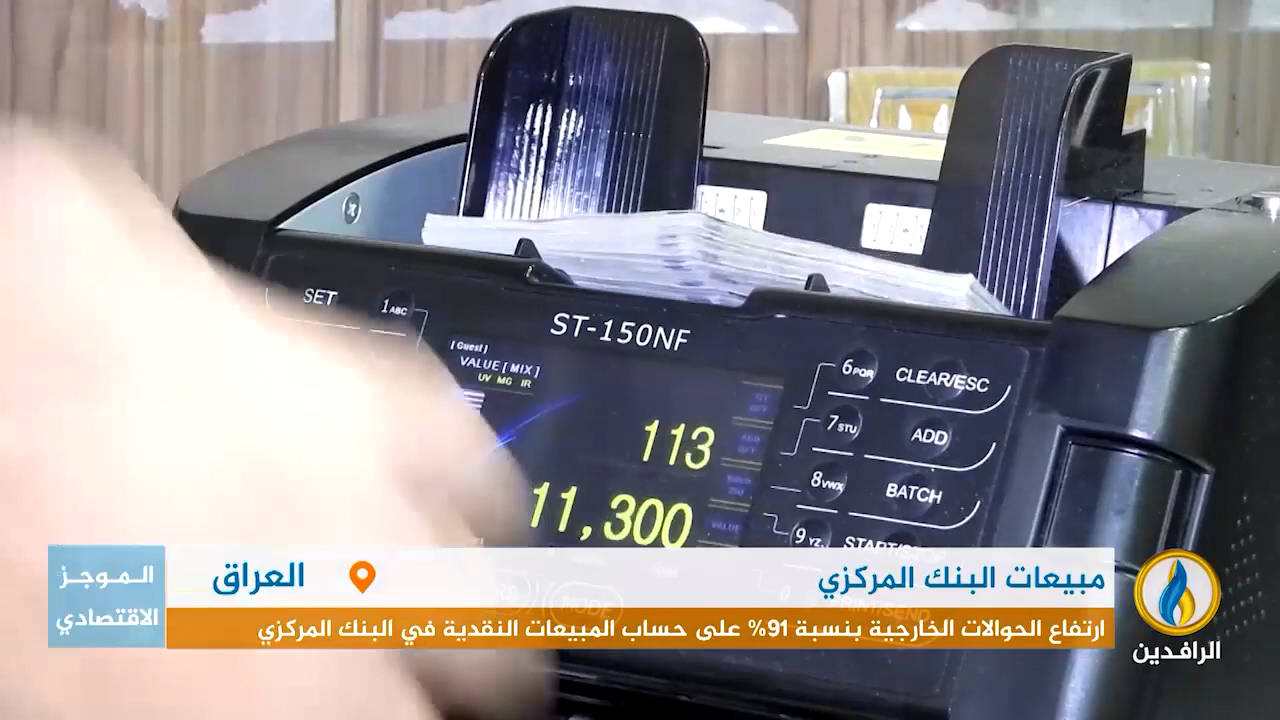 SET
1ABC
ST-150NF
[ Guest ]
VALUE [ MIX ]
UV MG IR
113
11,300
6PQR CLEAR/ESC
7STU ADD
8VWX BATCH
9YZ
MODE
مبيعات البنك المركزي
العراق
ارتفاع الحوالات الخارجية بنسبة 91% على حساب المبيعات النقدية في البنك المركزي
الموجز
الاقتصادي
الرافدين